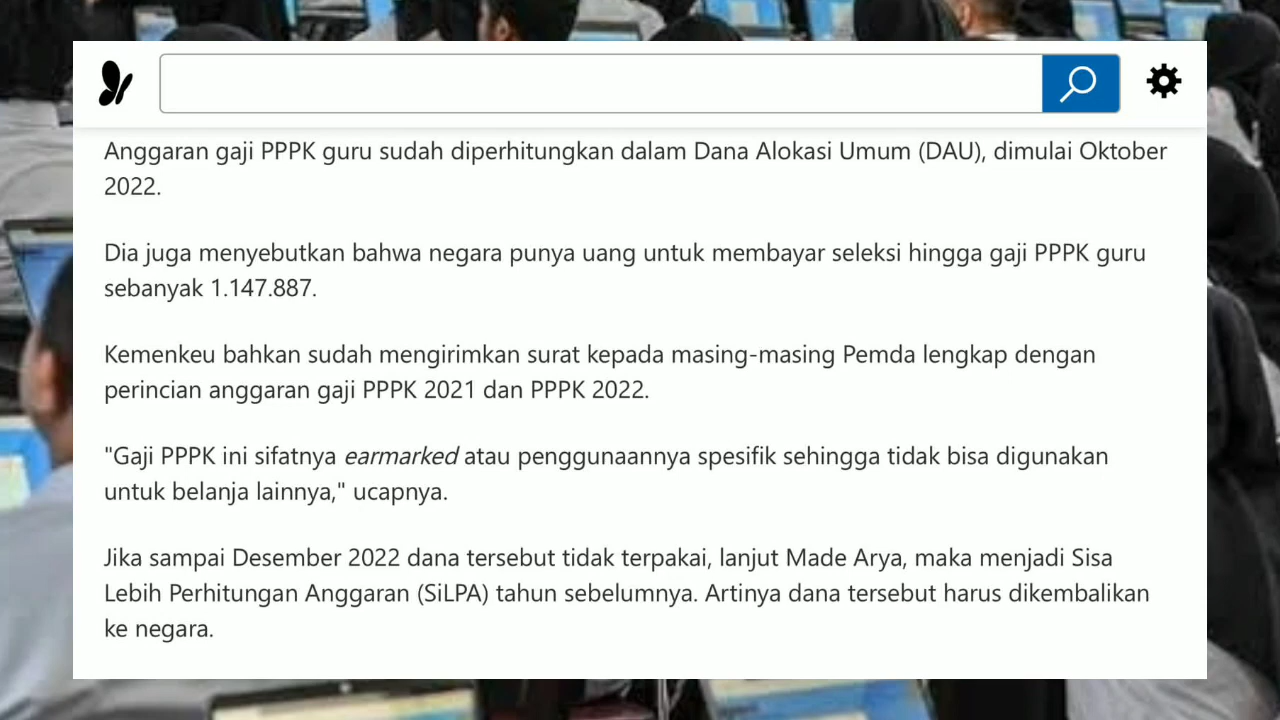 Anggaran gaji PPPK guru sudah diperhitungkan dalam Dana Alokasi Umum (DAU), dimulai Oktober
2022.
Dia juga menyebutkan bahwa negara punya uang untuk membayar seleksi hingga gaji PPPK guru
sebanyak 1.147.887.
Kemenkeu bahkan sudah mengirimkan surat kepada masing-masing Pemda lengkap dengan
perincian anggaran gaji PPPK 2021 dan PPPK 2022.
"Gaji PPPK ini sifatnya earmarked atau penggunaannya spesifik sehingga tidak bisa digunakan
untuk belanja lainnya," ucapnya.
Jika sampai Desember 2022 dana tersebut tidak terpakai, lanjut Made Arya, maka menjadi Sisa
Lebih Perhitungan Anggaran (SiLPA) tahun sebelumnya. Artinya dana tersebut harus dikembalikan
ke negara.